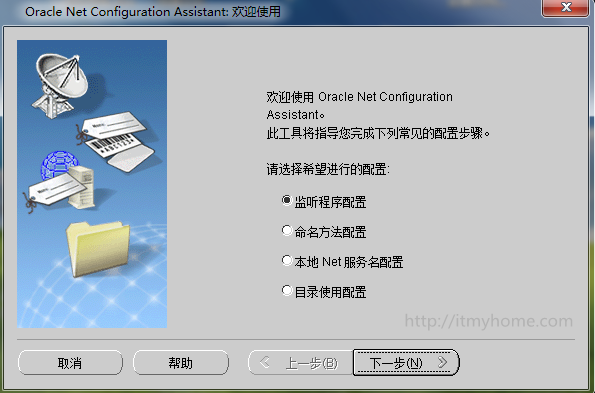 Oracle Net Configuration Assistant: 欢迎使用
欢迎使用 Oracle Net Configuration
Assistant。
此工具将指导您完成下列常见的配置步骤。
请选择希望进行的配置:
监听程序配置
命名方法配置
本地 Net 服务名配置
目录使用配置
http://itmyhome.com
取消
帮助
上一步(B)
下一步(N)